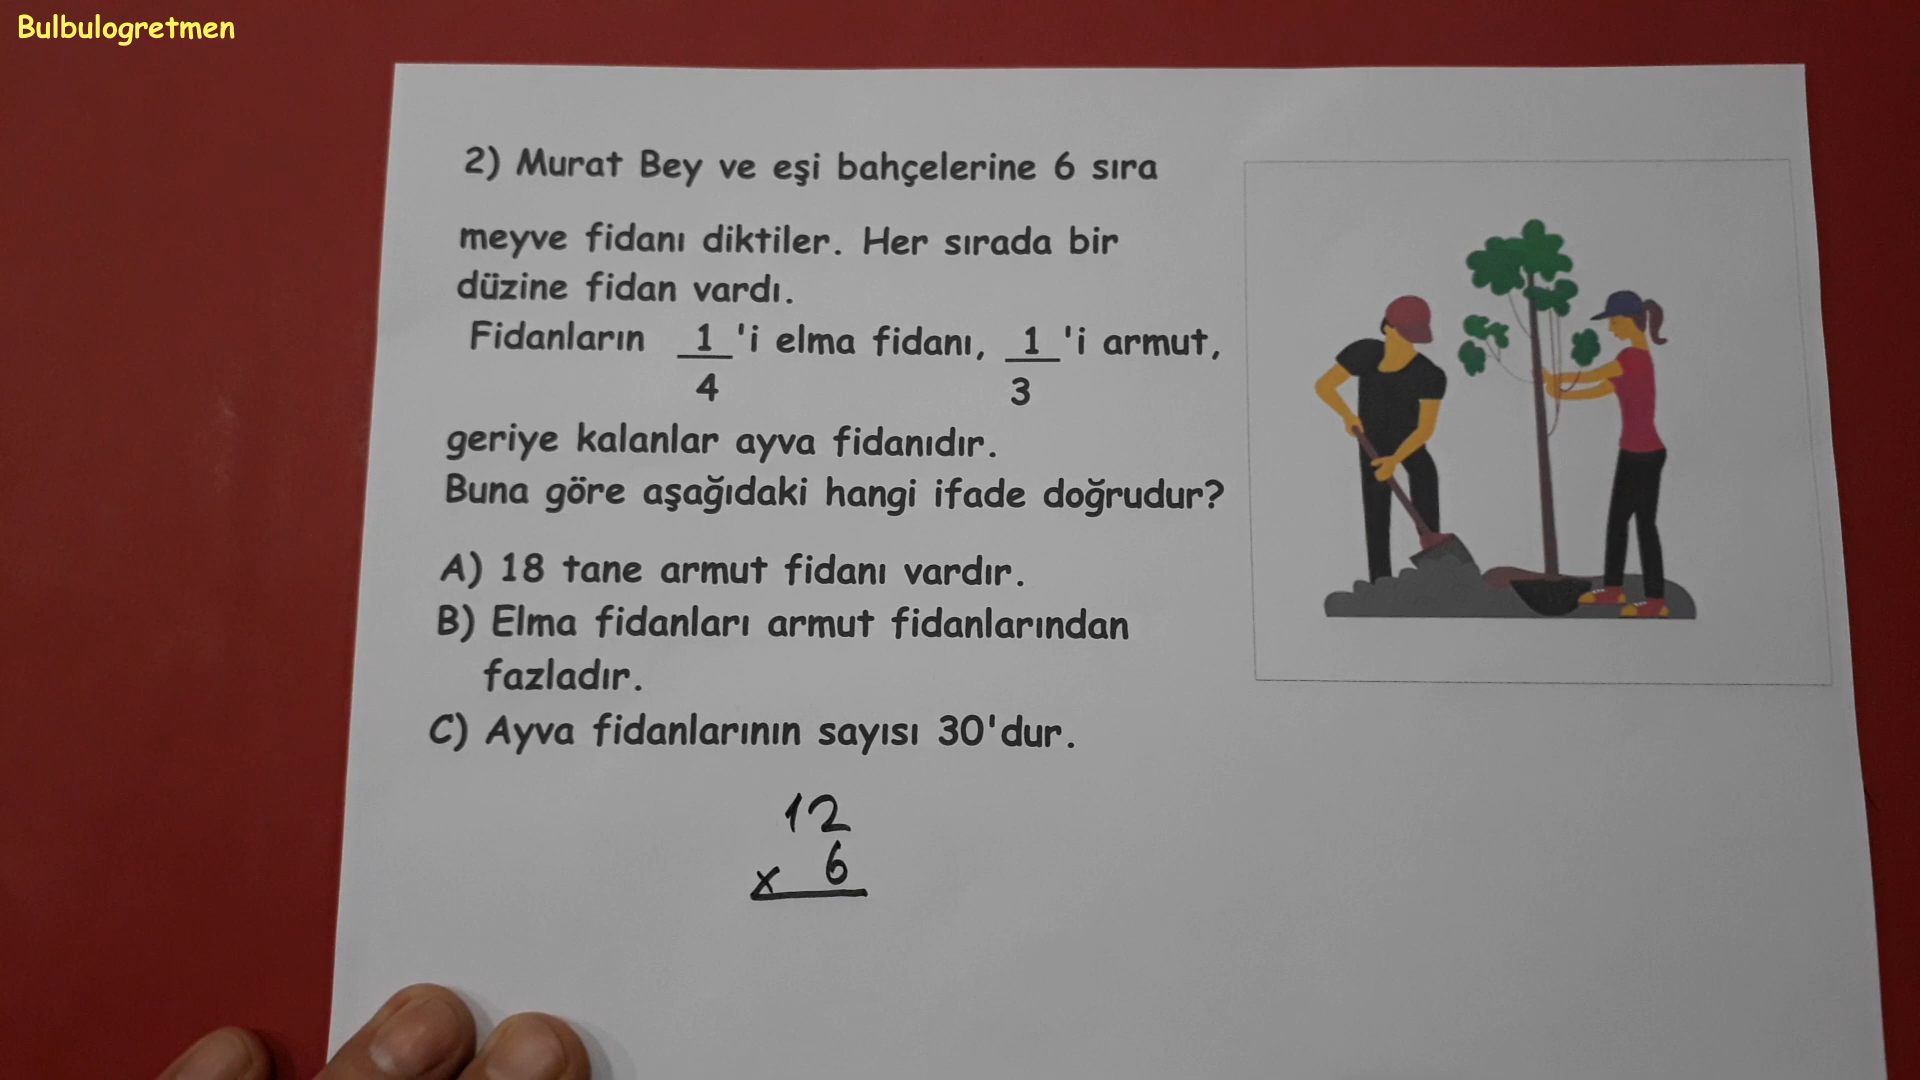 Bulbulogretmen
2) Murat Bey ve eşi bahçelerine 6 sıra
meyve fidanı diktiler. Her sırada bir
düzine fidan vardı.
Fidanların 1 'i elma fidanı, 1 'i armut,
4 3
geriye kalanlar ayva fidanıdır.
Buna göre aşağıdaki hangi ifade doğrudur?
A) 18 tane armut fidanı vardır.
B) Elma fidanları armut fidanlarından
fazladır.
C) Ayva fidanlarının sayısı 30'dur.
12
x 6